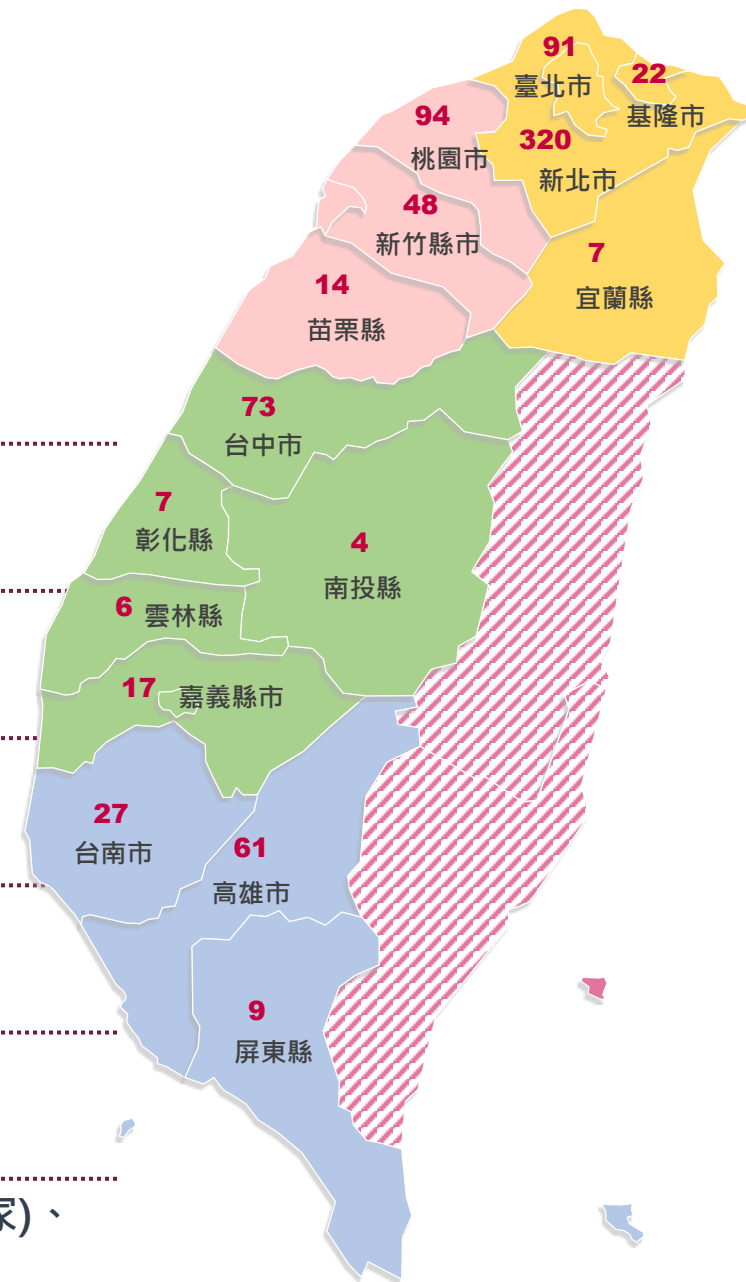 91
臺北市
22
基隆市
94
桃園市
320
新北市
48
新竹縣市
7
宜蘭縣
14
苗栗縣
73
台中市
7
彰化縣
4
南投縣
6 雲林縣
17 嘉義縣市
27
台南市
61
高雄市
9
屏東縣
家)、